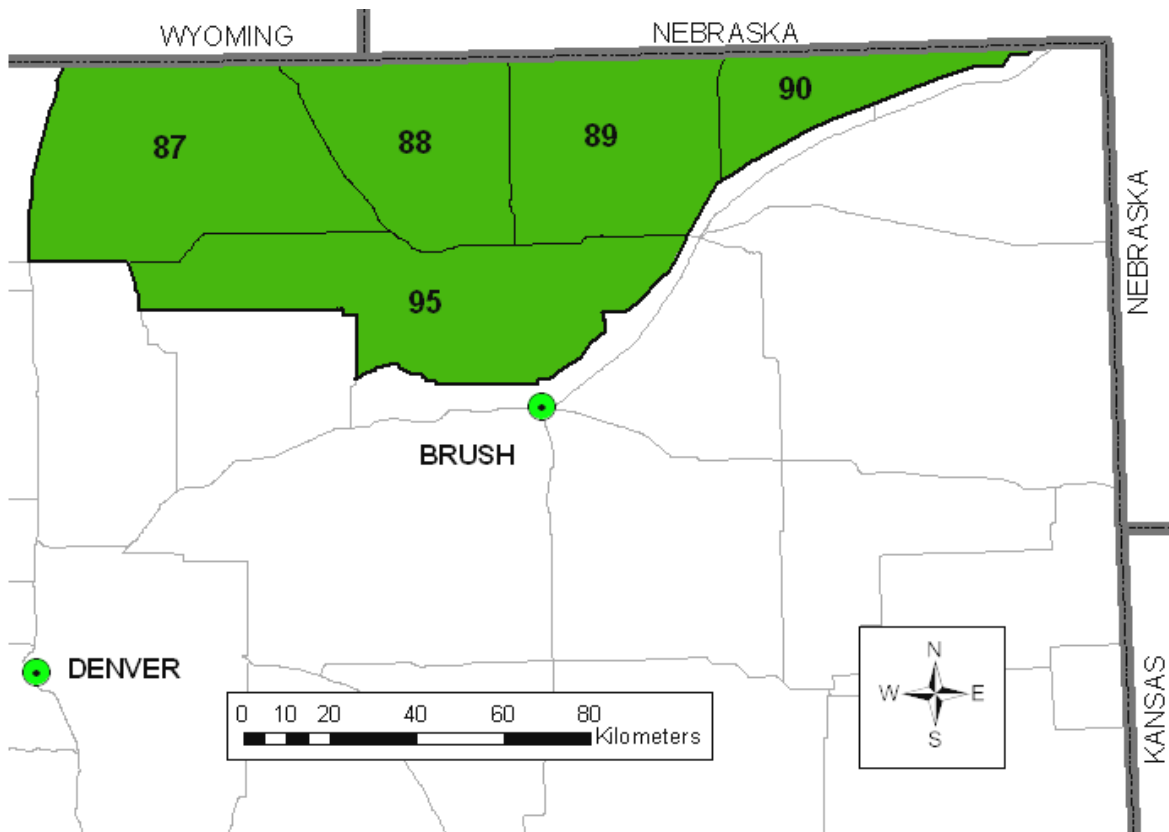 WYOMING
NEBRASKA
90
87
88
89
NEBRASKA
95
BRUSH
DENVER
N
W E
S
0 10 20 40 60 80
Kilometers
KANSAS